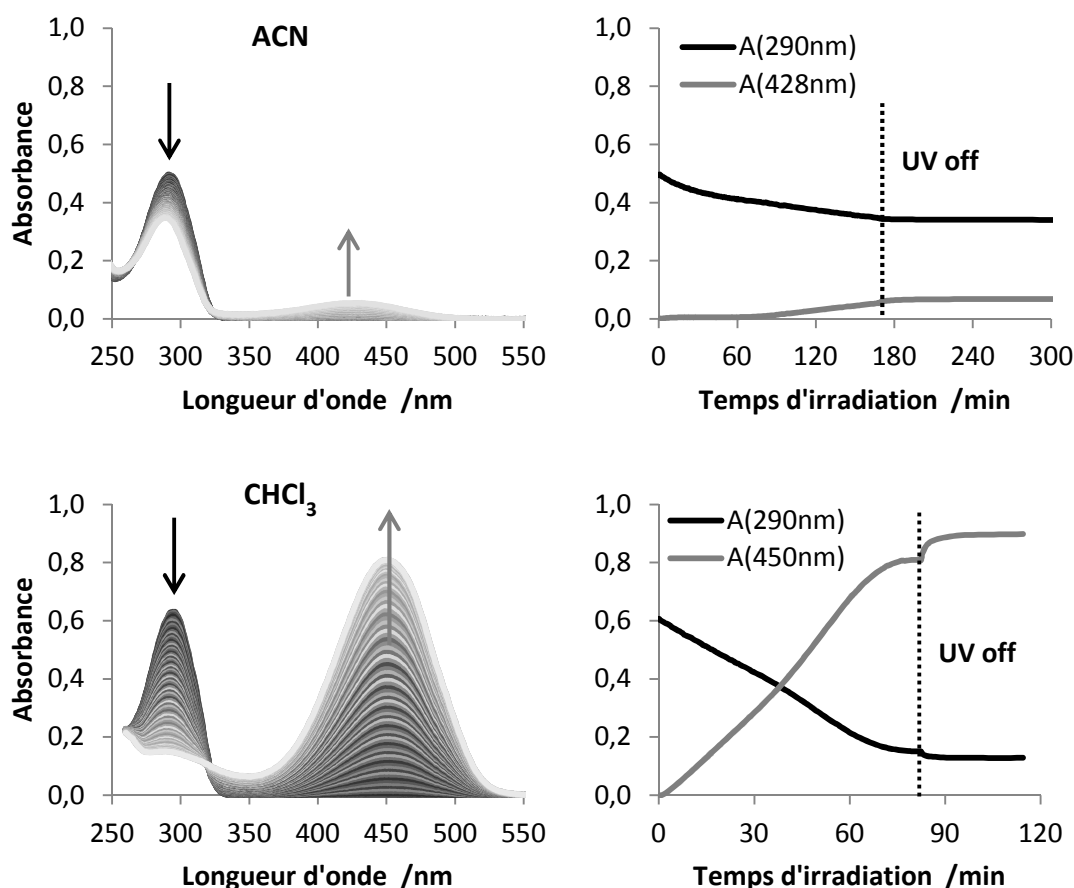 ACN
Absorbance
1,0
0,8
0,6
0,4
0,2
0,0
250 300 350 400 450 500 550
Longueur d'onde /nm
A(290nm)
A(428nm)
UV off
1,0
0,8
0,6
0,4
0,2
0,0
0 60 120 180 240 300
Temps d'irradiation /min
CHCl3
Absorbance
1,0
0,8
0,6
0,4
0,2
0,0
250 300 350 400 450 500 550
Longueur d'onde /nm
A(290nm)
A(450nm)
UV off
1,0
0,8
0,6
0,4
0,2
0,0
0 30 60 90 120
Temps d'irradiation /min